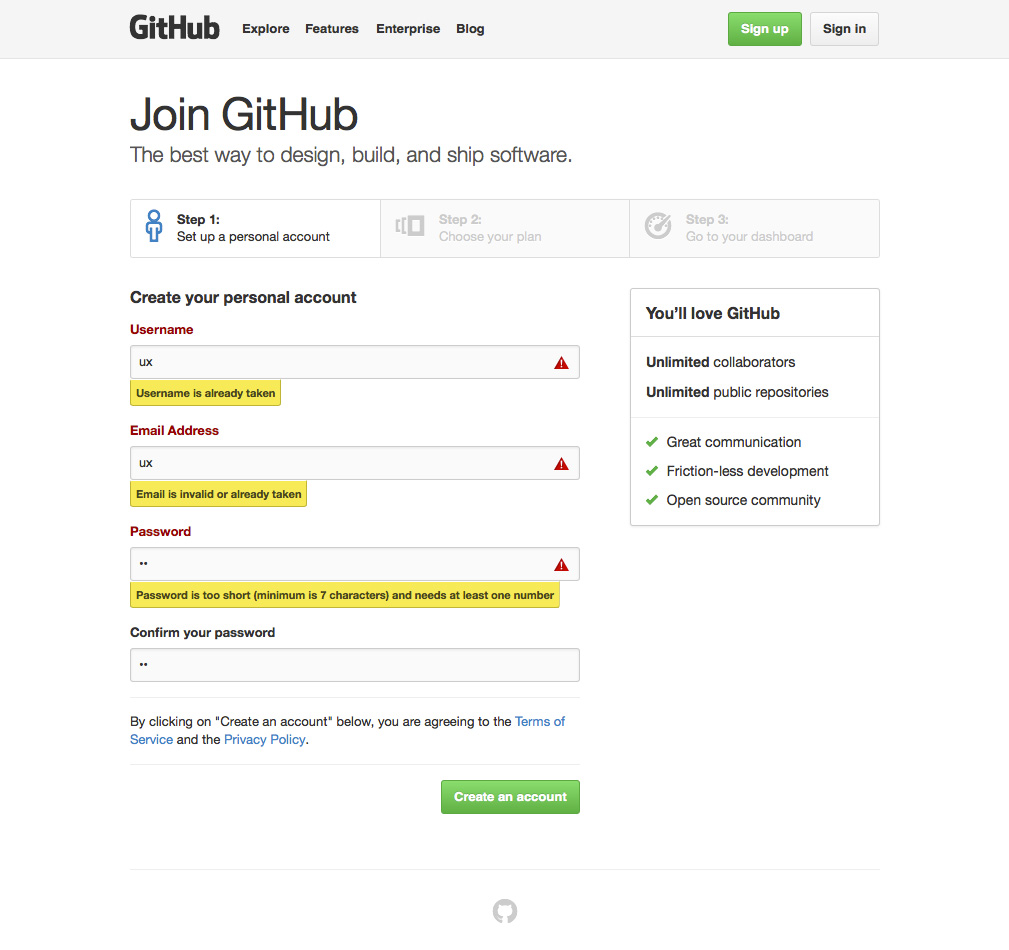 GitHub Explore Features Enterprise Blog Sign up Sign in
Join GitHub
The best way to design, build, and ship software.
Step 1:
Set up a personal account
Step 2:
Choose your plan
Step 3:
Go to your dashboard
Create your personal account
Username
ux
Username is already taken
Email Address
ux
Email is invalid or already taken
Password
••
Password is too short (minimum is 7 characters) and needs at least one number
Confirm your password
••
By clicking on "Create an account" below, you are agreeing to the Terms of
Service and the Privacy Policy.
Create an account
You'll love GitHub
Unlimited collaborators
Unlimited public repositories
Great communication
Friction-less development
Open source community